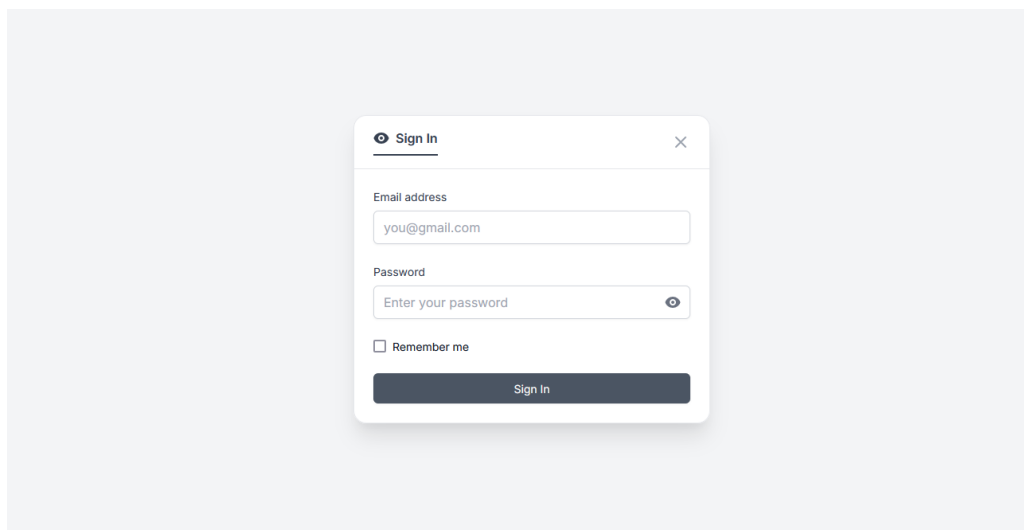 Sign In
Email address
you@gmail.com
Password
Enter your password
Remember me
Sign In